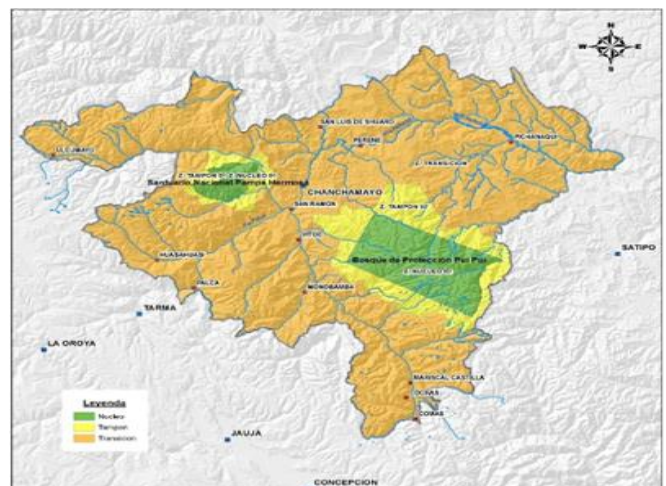 N
W E
S
SAN LUIS DE SHUARO
PERENE
PICHANAQUI
ULCUMAYO
Z. TRANSICION
Z. TAMPON 01 Z. NUCLEO 01
Santuario Nacional Pampa Hermosa
CHANCHAMAYO
SAN RAMON
Z. TAMPON 02
VITOC
HUASAHUASI
Bosque de Protección Pui Pui
Z. NUCLEO 02
SATIPO
PALCA
MONOBAMBA
TARMA
LA OROYA
MARISCAL CASTILLA
Leyenda
Nucleo
Tampon
Transicion
COMAS
JAUJA
CONCEPCION